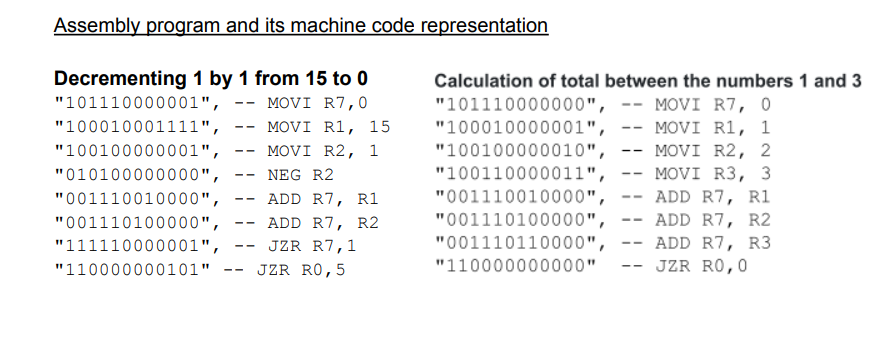 Assembly program and its machine code representation
Decrementing 1 by 1 from 15 to 0
"101110000001", -- MOVI R7,0
"100010001111", -- MOVI R1, 15
"100100000001", -- MOVI R2, 1
"010100000000", -- NEG R2
"001110010000", -- ADD R7, R1
"001110100000", -- ADD R7, R2
"111110000001", -- JZR R7,1
"110000000101" -- JZR R0,5
Calculation of total between the numbers 1 and 3
"101110000000", -- MOVI R7, 0
"100010000001", -- MOVI R1, 1
"100100000010", -- MOVI R2, 2
"100110000011", -- MOVI R3, 3
"001110010000", -- ADD R7, R1
"001110100000", -- ADD R7, R2
"001110110000", -- ADD R7, R3
"110000000000" -- JZR R0,0